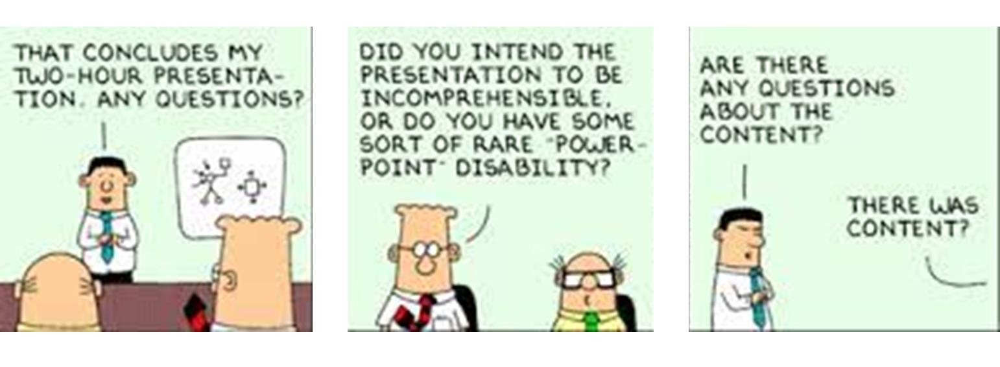 THAT CONCLUDES MY
TWO-HOUR PRESENTA-
TION. ANY QUESTIONS?
DID YOU INTEND THE
PRESENTATION TO BE
INCOMPREHENSIBLE,
OR DO YOU HAVE SOME
SORT OF RARE "POWER-
POINT" DISABILITY?
ARE THERE
ANY QUESTIONS
ABOUT THE
CONTENT?
THERE WAS
CONTENT?